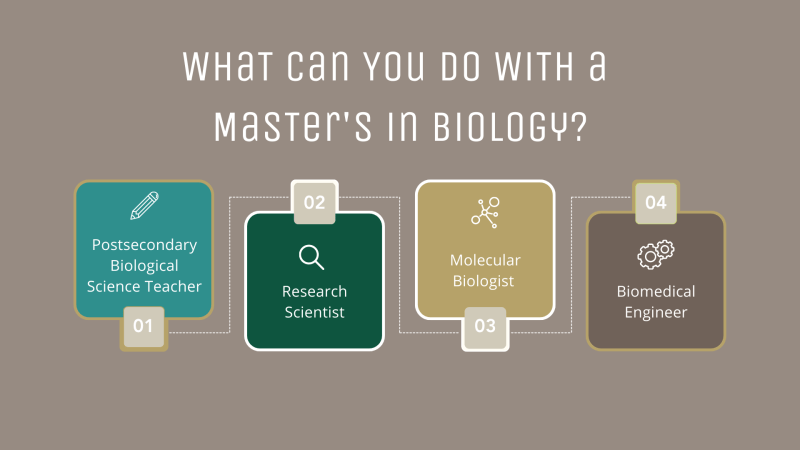 What can you do with a
Master's in Biology?
Postsecondary
Biological
Science Teacher
01
02
Research
Scientist
Molecular
Biologist
03
04
Biomedical
Engineer